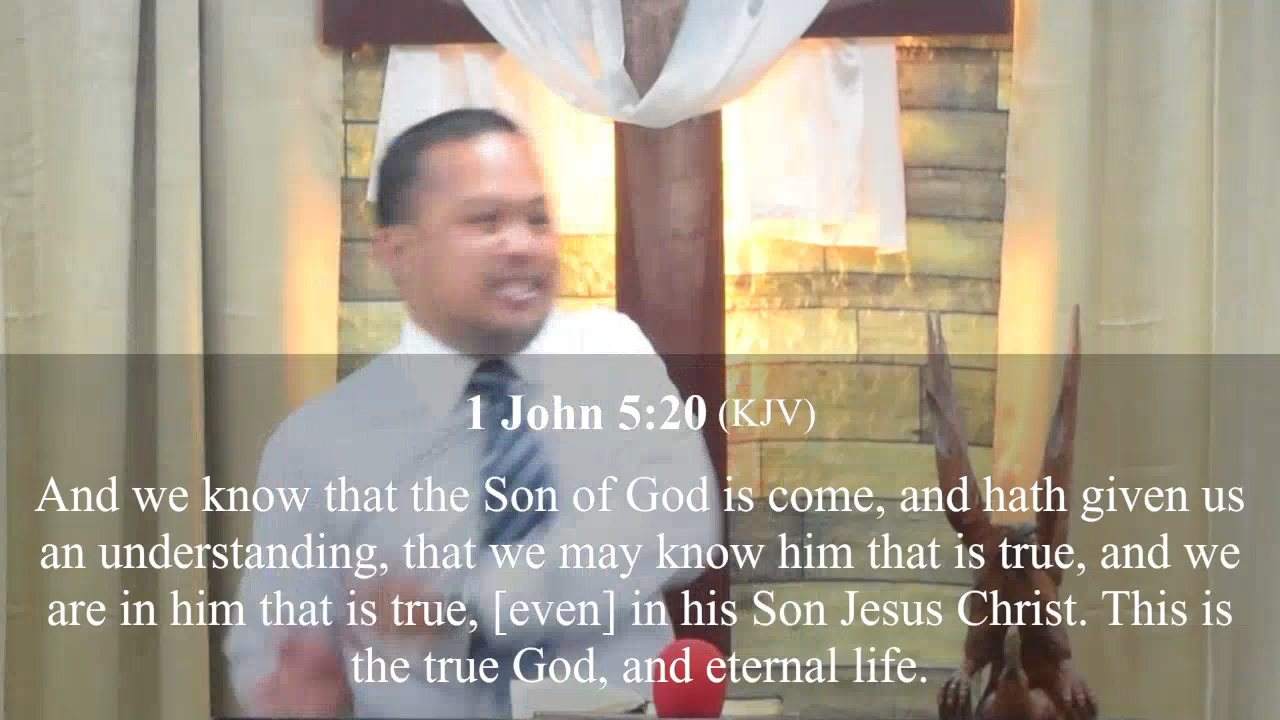 1 John 5:20 (KJV)
And we know that the Son of God is come, and hath given us
an understanding, that we may know him that is true, and we
are in him that is true, [even] in his Son Jesus Christ. This is
the true God, and eternal life.